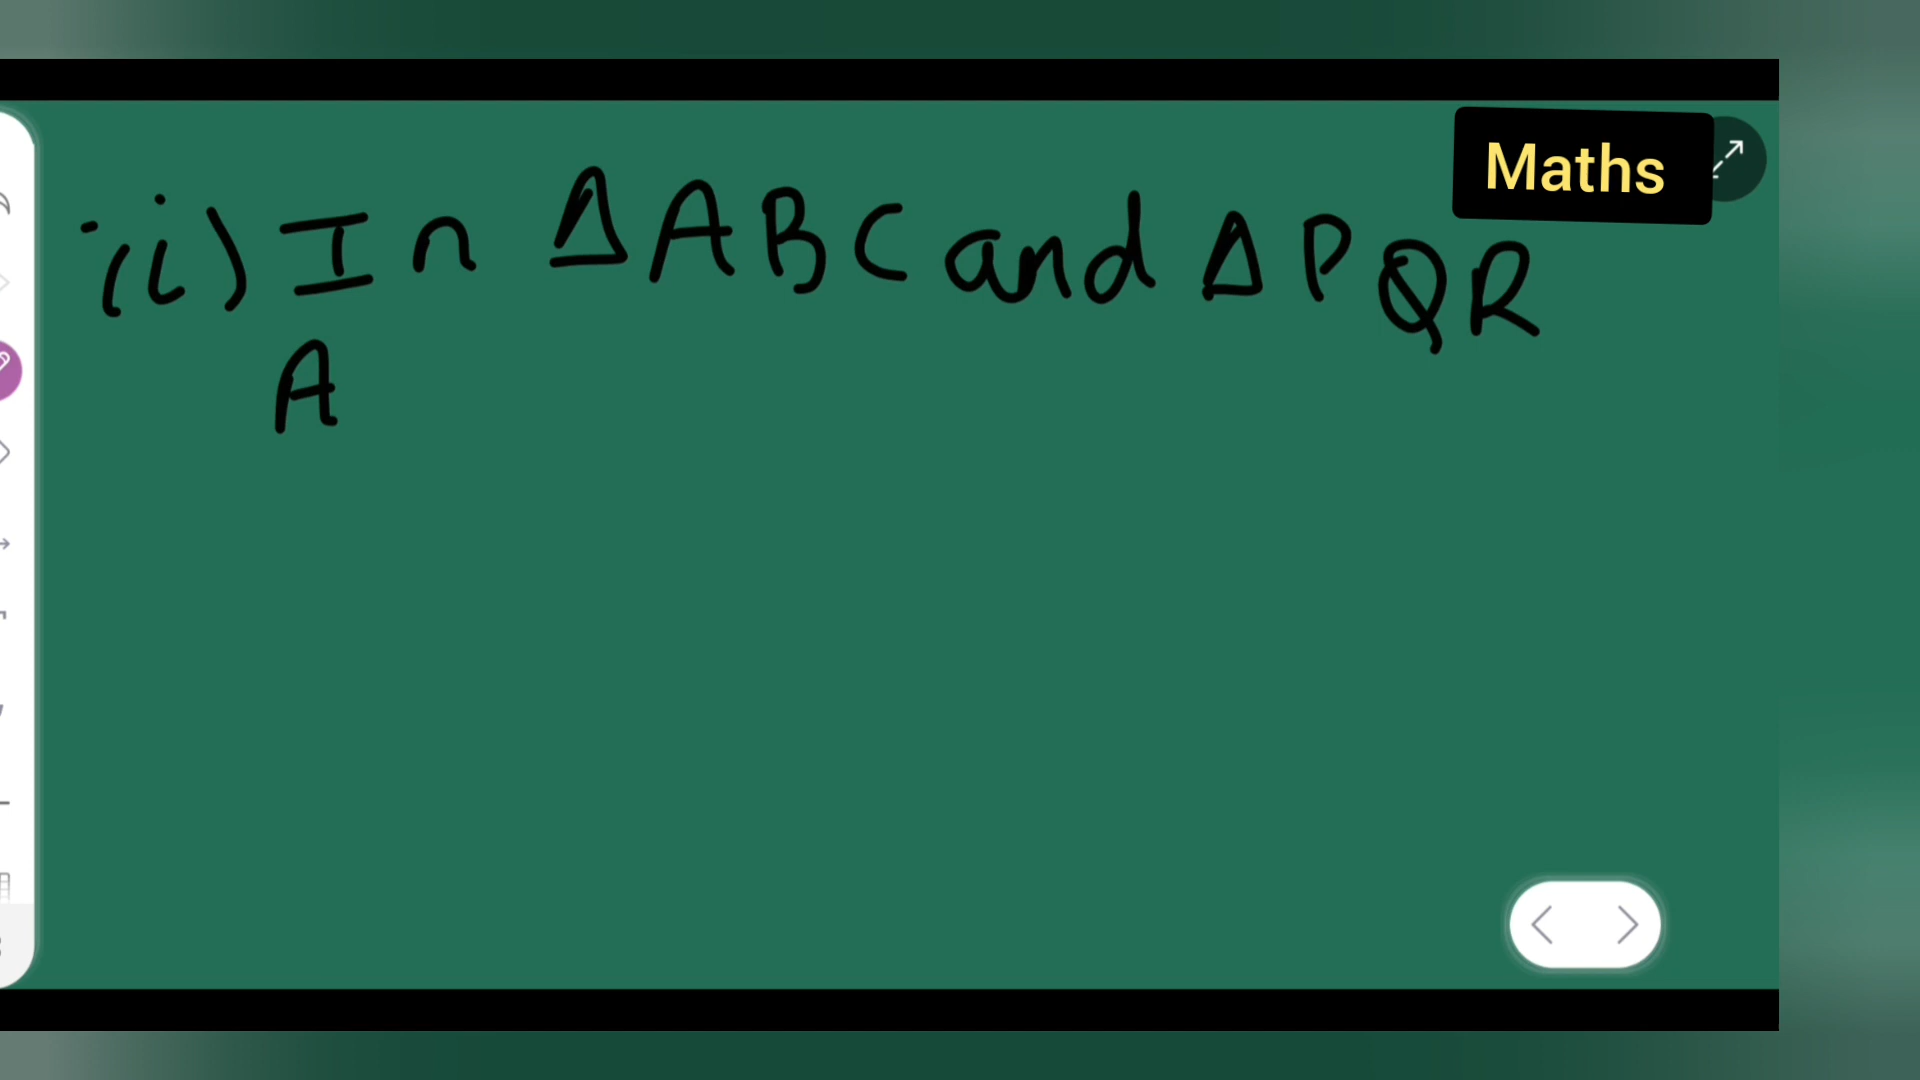 Maths
ii) In ΔABC and ΔPQR
A